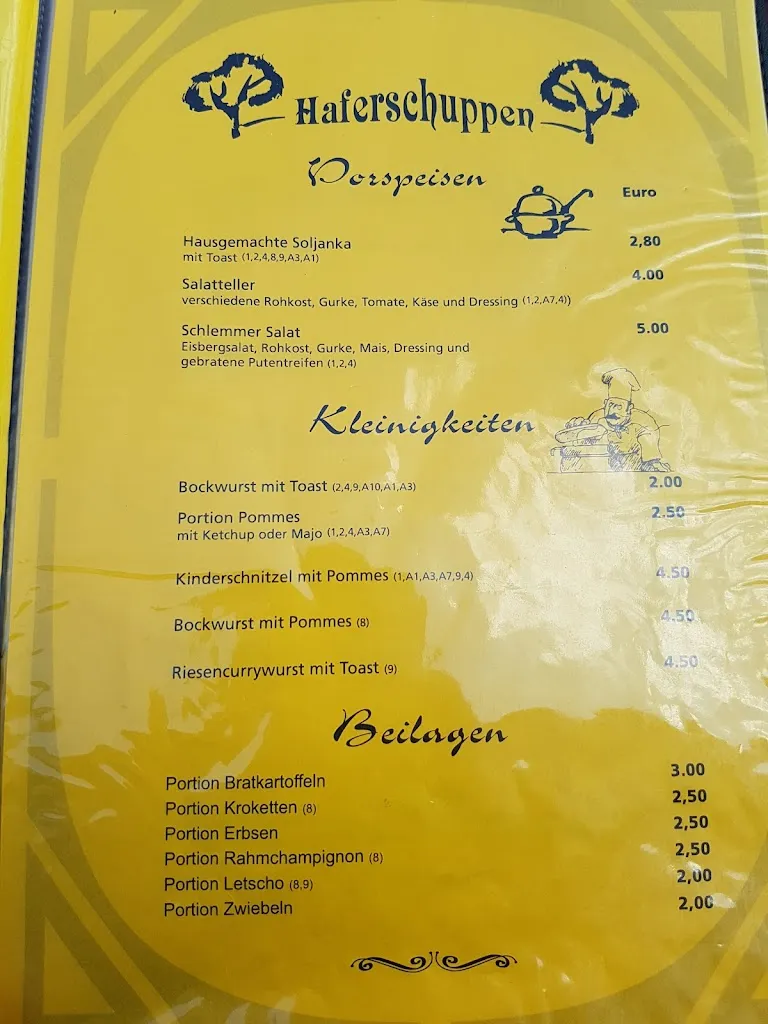 Haferschuppen
Vorspeisen
Euro
Hausgemachte Soljanka 2,80
mit Toast (1,2,4,8,9,A3,A1)
Salatteller 4.00
verschiedene Rohkost, Gurke, Tomate, Käse und Dressing (1,2,A7,4))
Schlemmer Salat 5.00
Eisbergsalat, Rohkost, Gurke, Mais, Dressing und
gebratene Putentreifen (1,2,4)
Kleinigkeiten
Bockwurst mit Toast (2,4,9,A10,A1,A3) 2.00
Portion Pommes 2.50
mit Ketchup oder Majo (1,2,4,A3,A7)
Kinderschnitzel mit Pommes (1,A1,A3,A7,9,4) 4.50
Bockwurst mit Pommes (8) 4.50
Riesencurrywurst mit Toast (9) 4.50
Beilagen
Portion Bratkartoffeln 3.00
Portion Kroketten (8) 2,50
Portion Erbsen 2,50
Portion Rahmchampignon (8) 2,50
Portion Letscho (8,9) 2,00
Portion Zwiebeln 2,00